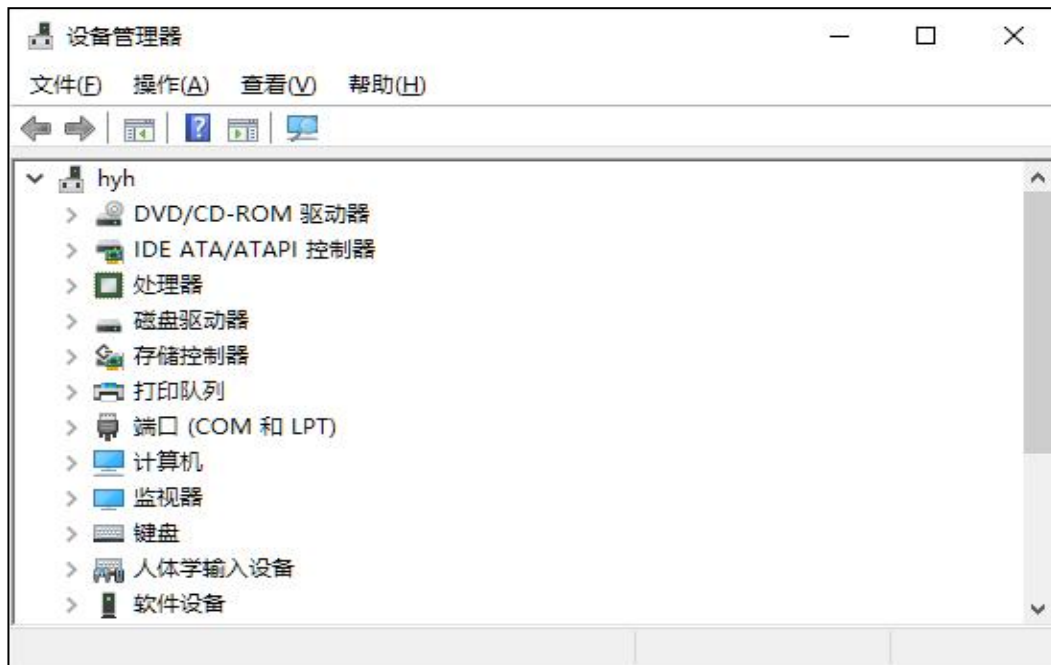 设备管理器
文件(F) 操作(A) 查看(V) 帮助(H)
hyh
DVD/CD-ROM 驱动器
IDE ATA/ATAPI 控制器
处理器
磁盘驱动器
存储控制器
打印队列
端口 (COM 和 LPT)
计算机
监视器
键盘
人体学输入设备
软件设备